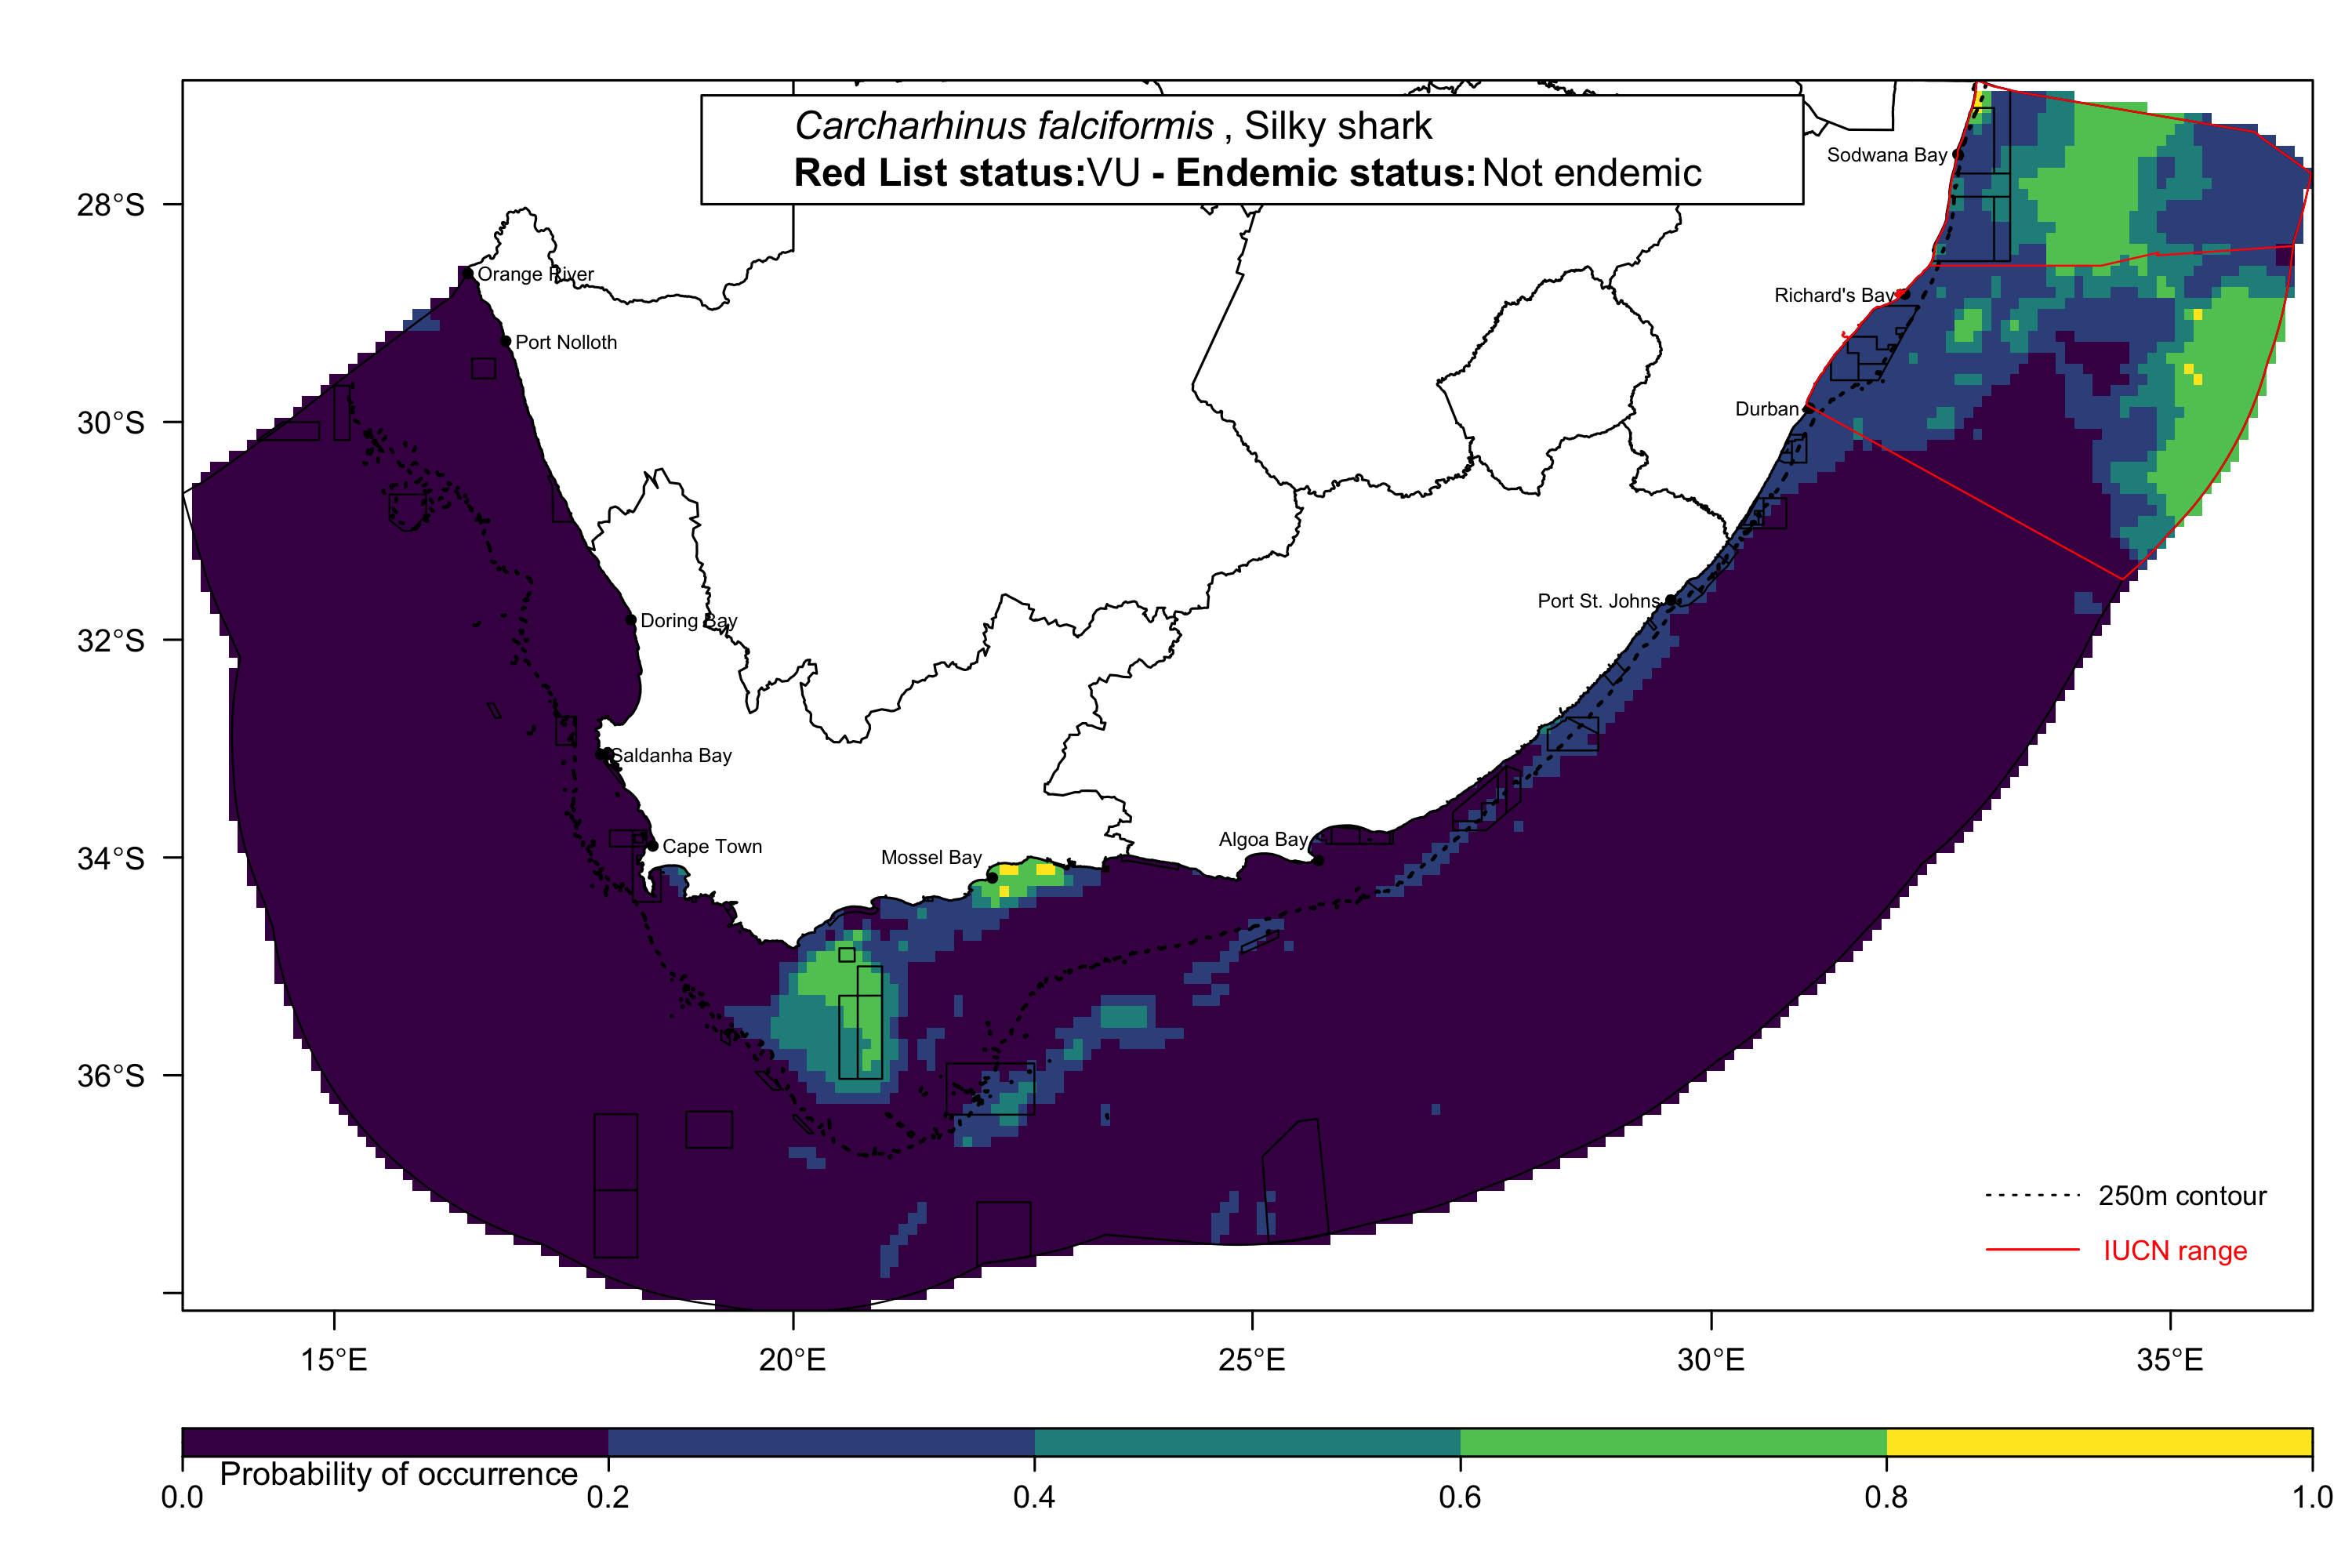 Carcharhinus falciformis , Silky shark
Red List status:VU - Endemic status:Not endemic
Sodwana Bay
28°S
Orange River
Richard's Bay
Port Nolloth
Durban
30°S
Port St. Johns
Doring Bay
32°S
Saldanha Bay
Algoa Bay
Cape Town
Mossel Bay
34°S
36°S
250m contour
IUCN range
15°E
20°E
25°E
30°E
35°E
Probability of occurrence
0.0
0.2
0.4
0.6
0.8
1.0